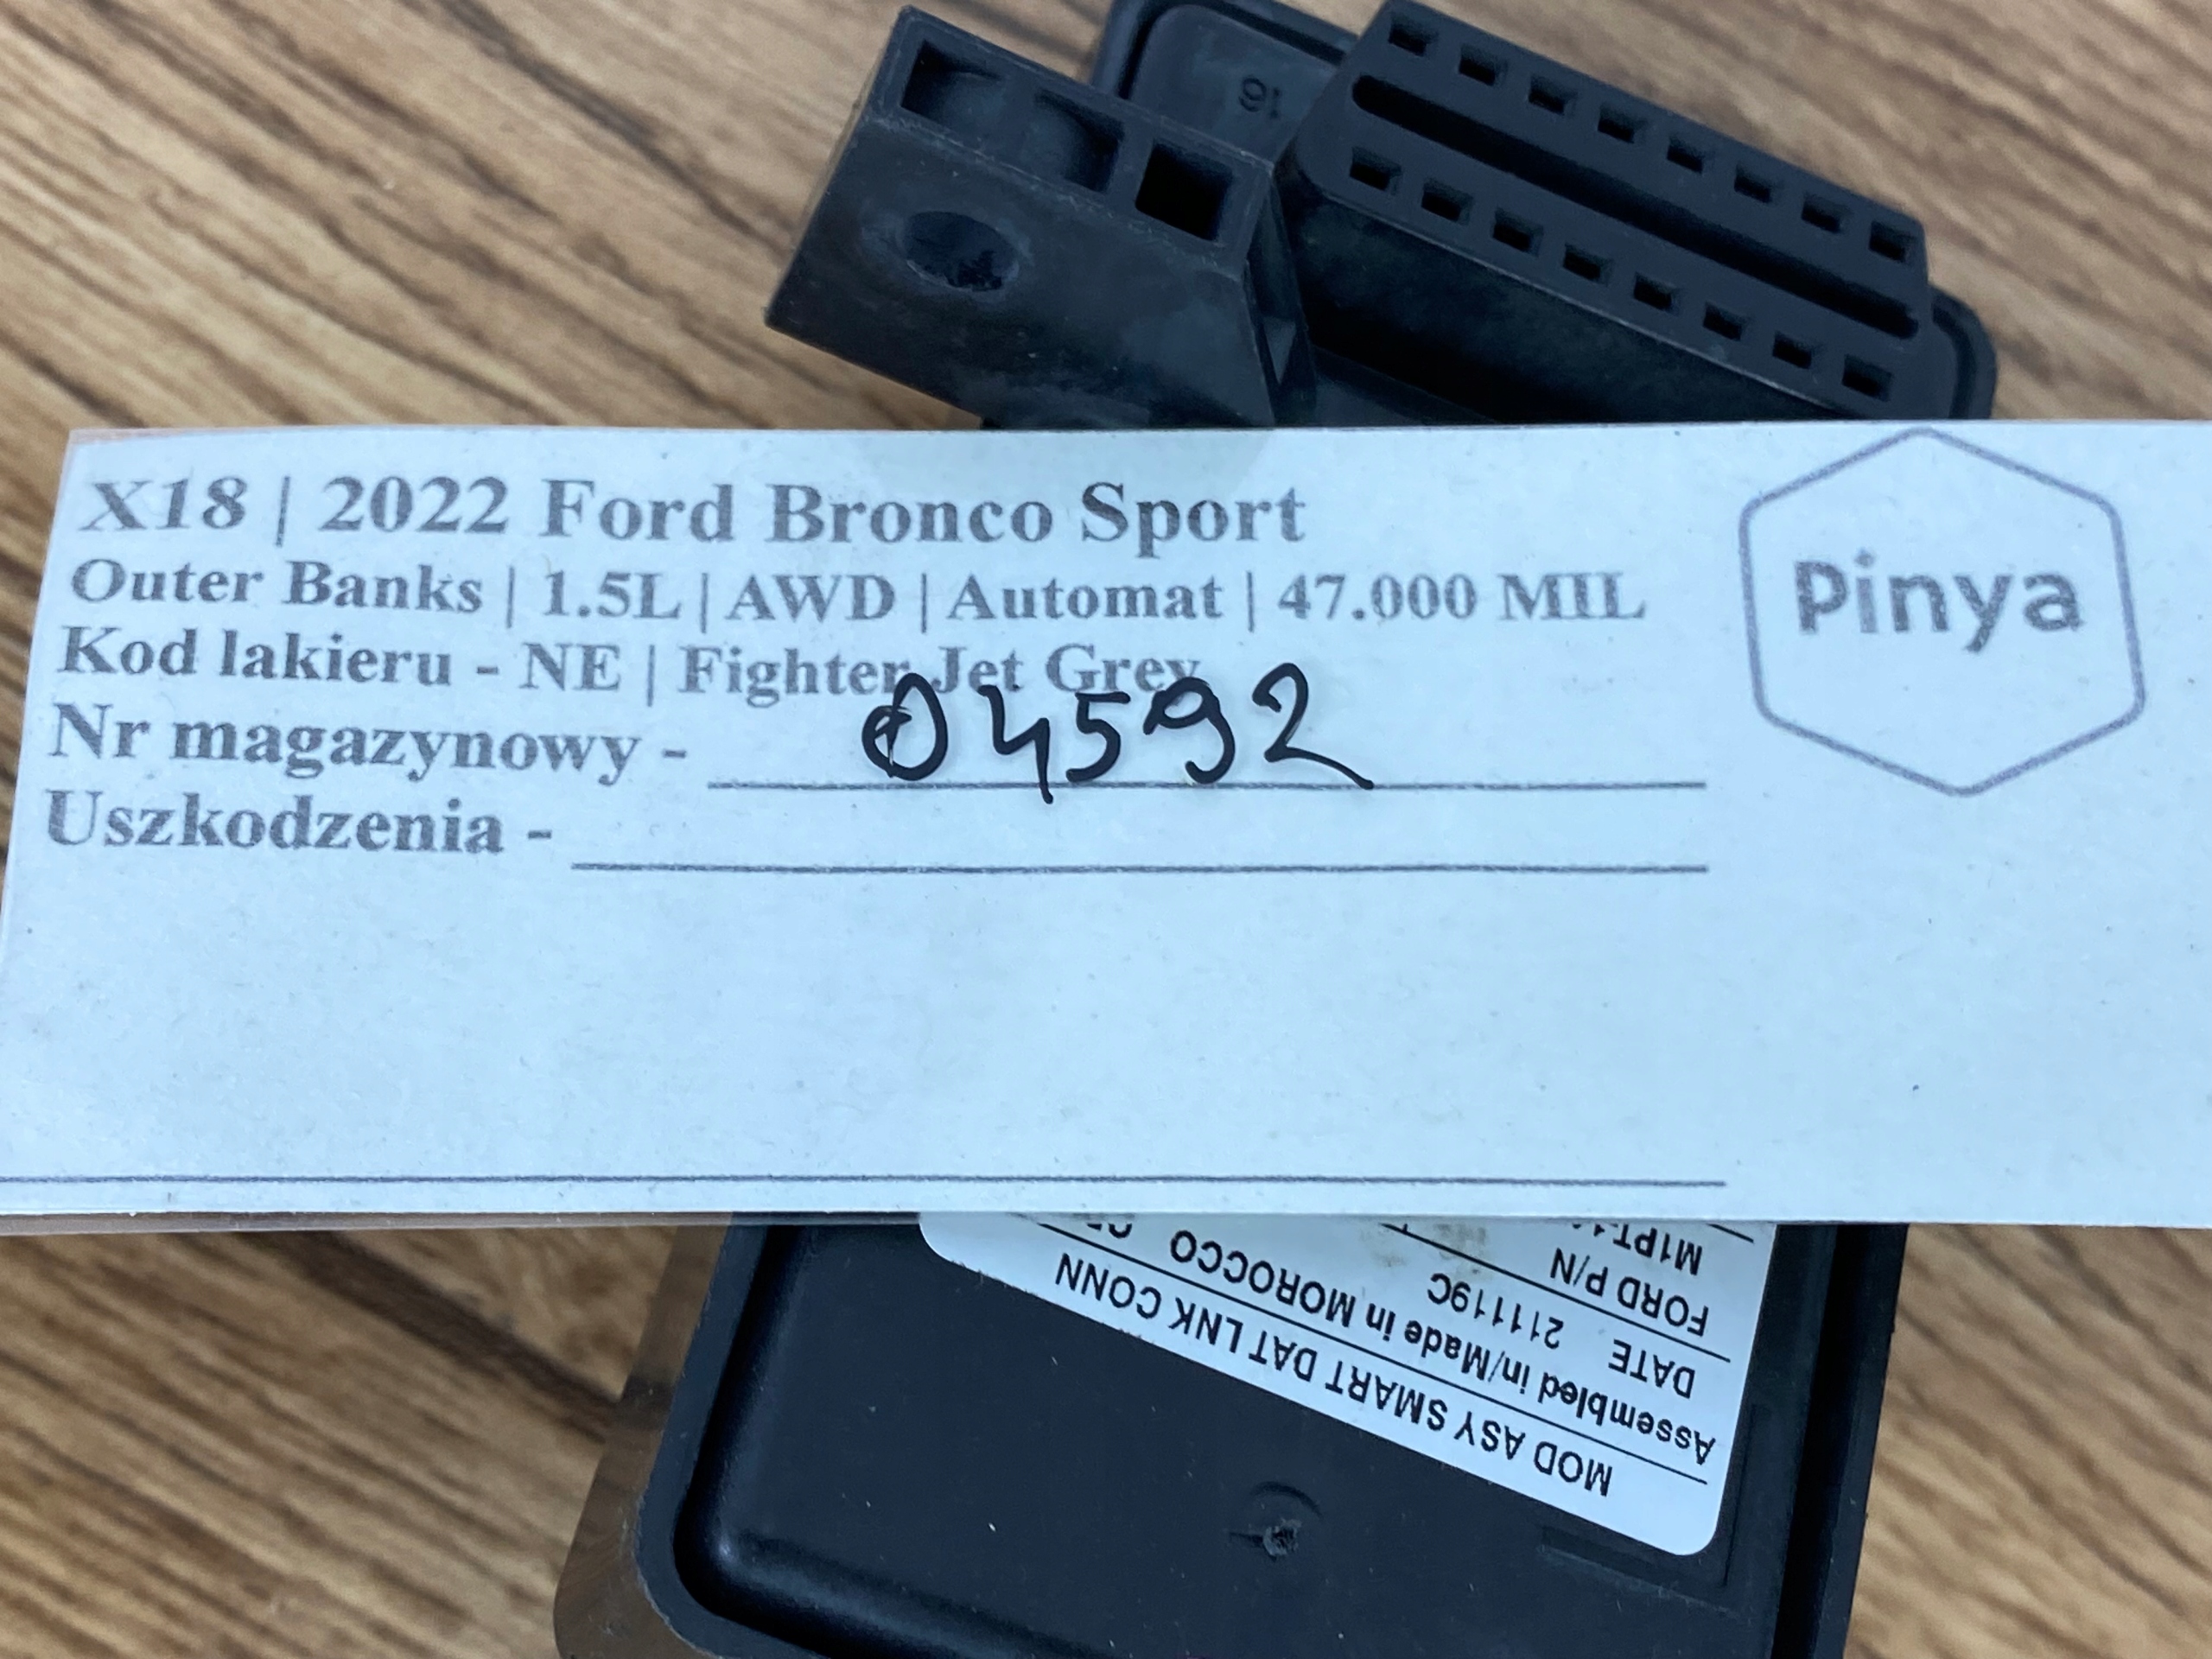 16
X18 | 2022 Ford Bronco Sport
Outer Banks | 1.5L | AWD | Automat | 47.000 MIL
Kod lakieru - NE | Fighter Jet Grey
Nr magazynowy - 04592
Uszkodzenia -
Pinya
MOD ASY SMART DAT LNK CONN
Assembled in/Made in MOROCCO
DATE 211119C
FORD P/N